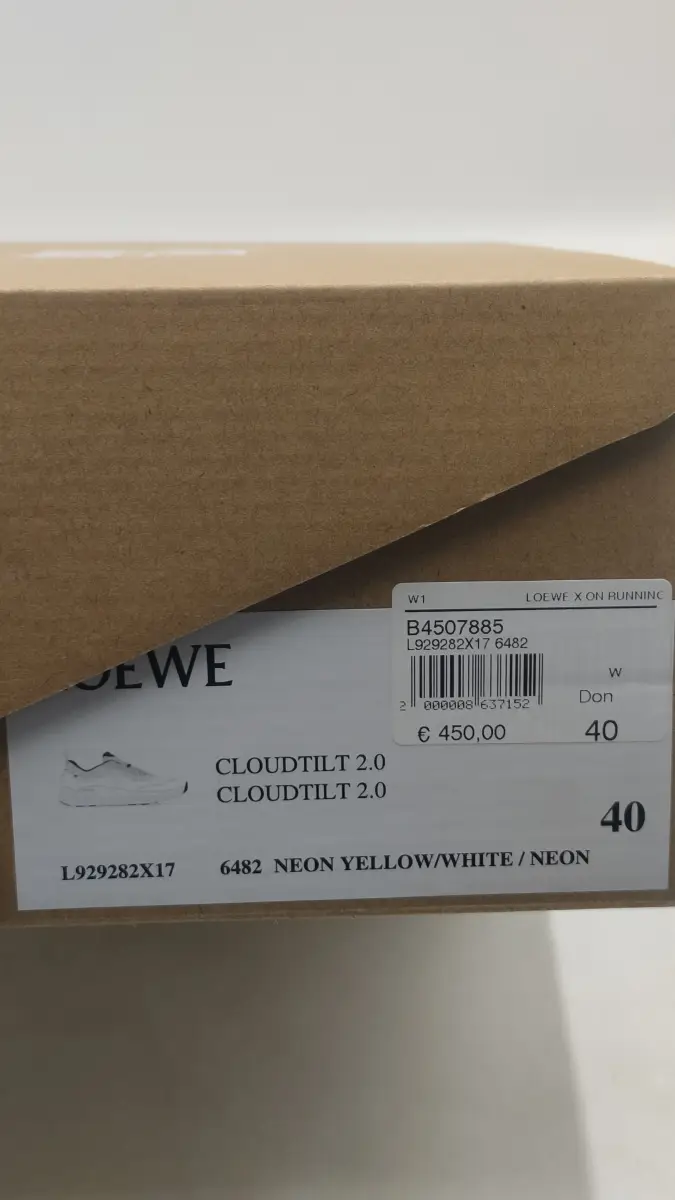 W1 LOEWE X ON RUNNING
B4507885
L929282X17 6482
W
Don
2 000008 637152
€ 450,00 40
LOEWE
CLOUDTILT 2.0
CLOUDTILT 2.0
40
L929282X17 6482 NEON YELLOW/WHITE / NEON